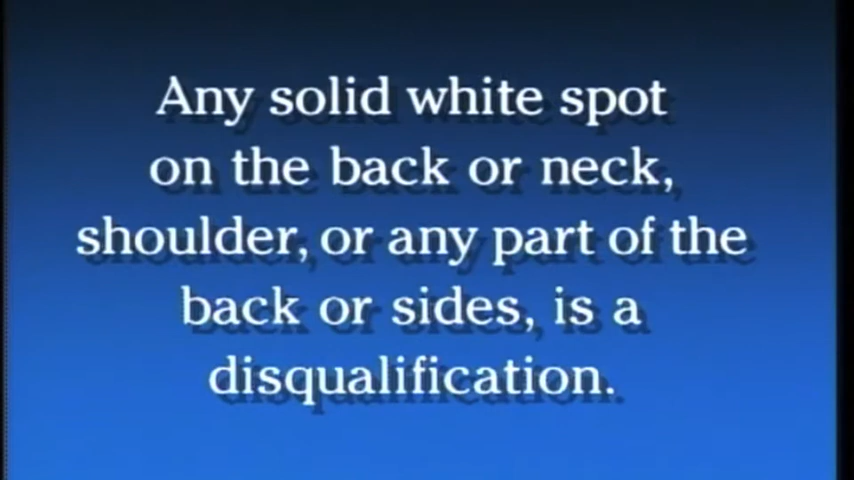 Any solid white spot
on the back or neck,
shoulder, or any part of the
back or sides, is a
disqualification.